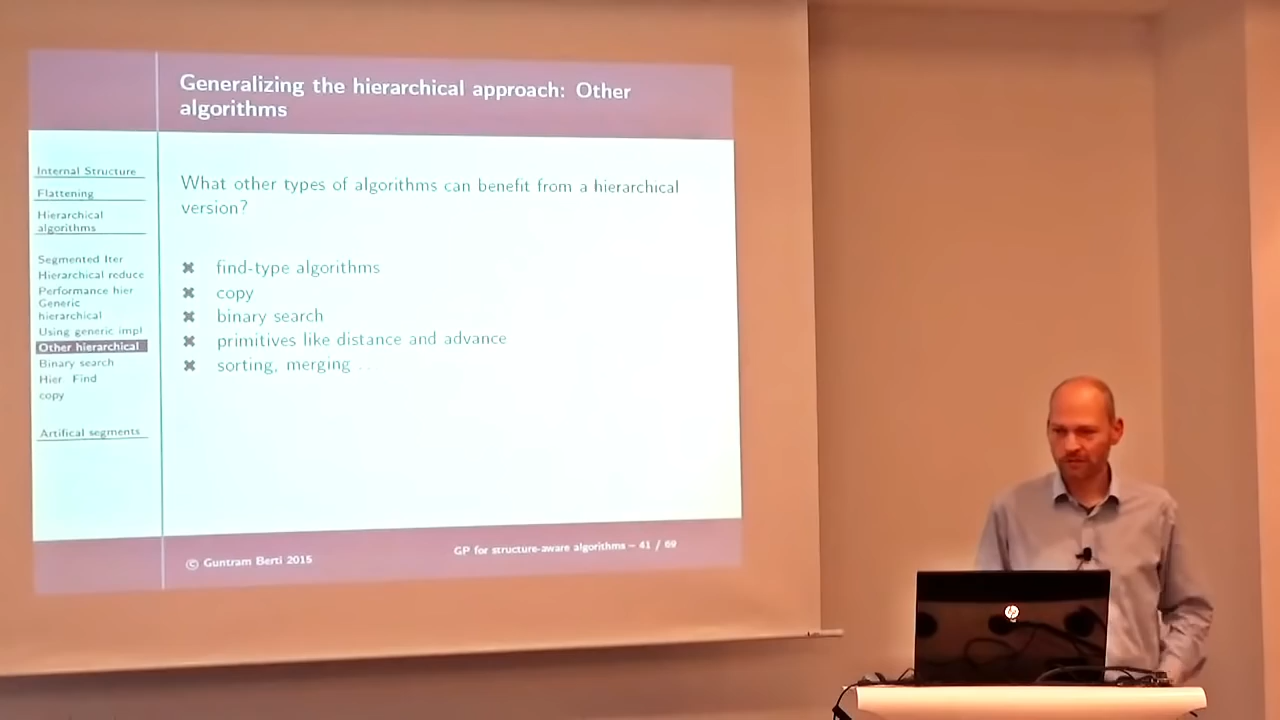 Generalizing the hierarchical approach: Other
algorithms
Internal Structure
Flattening
Hierarchical
algorithms
Segmented Iter
Hierarchical reduce
Performance hier
Generic
hierarchical
Using generic impl
Other hierarchical
Binary search
Hier Find
copy
Artifical segments
What other types of algorithms can benefit from a hierarchical
version?
✖ find-type algorithms
✖ copy
✖ binary search
✖ primitives like distance and advance
✖ sorting, merging ...
© Guntram Berti 2015
GP for structure-aware algorithms – 41 / 69
hp